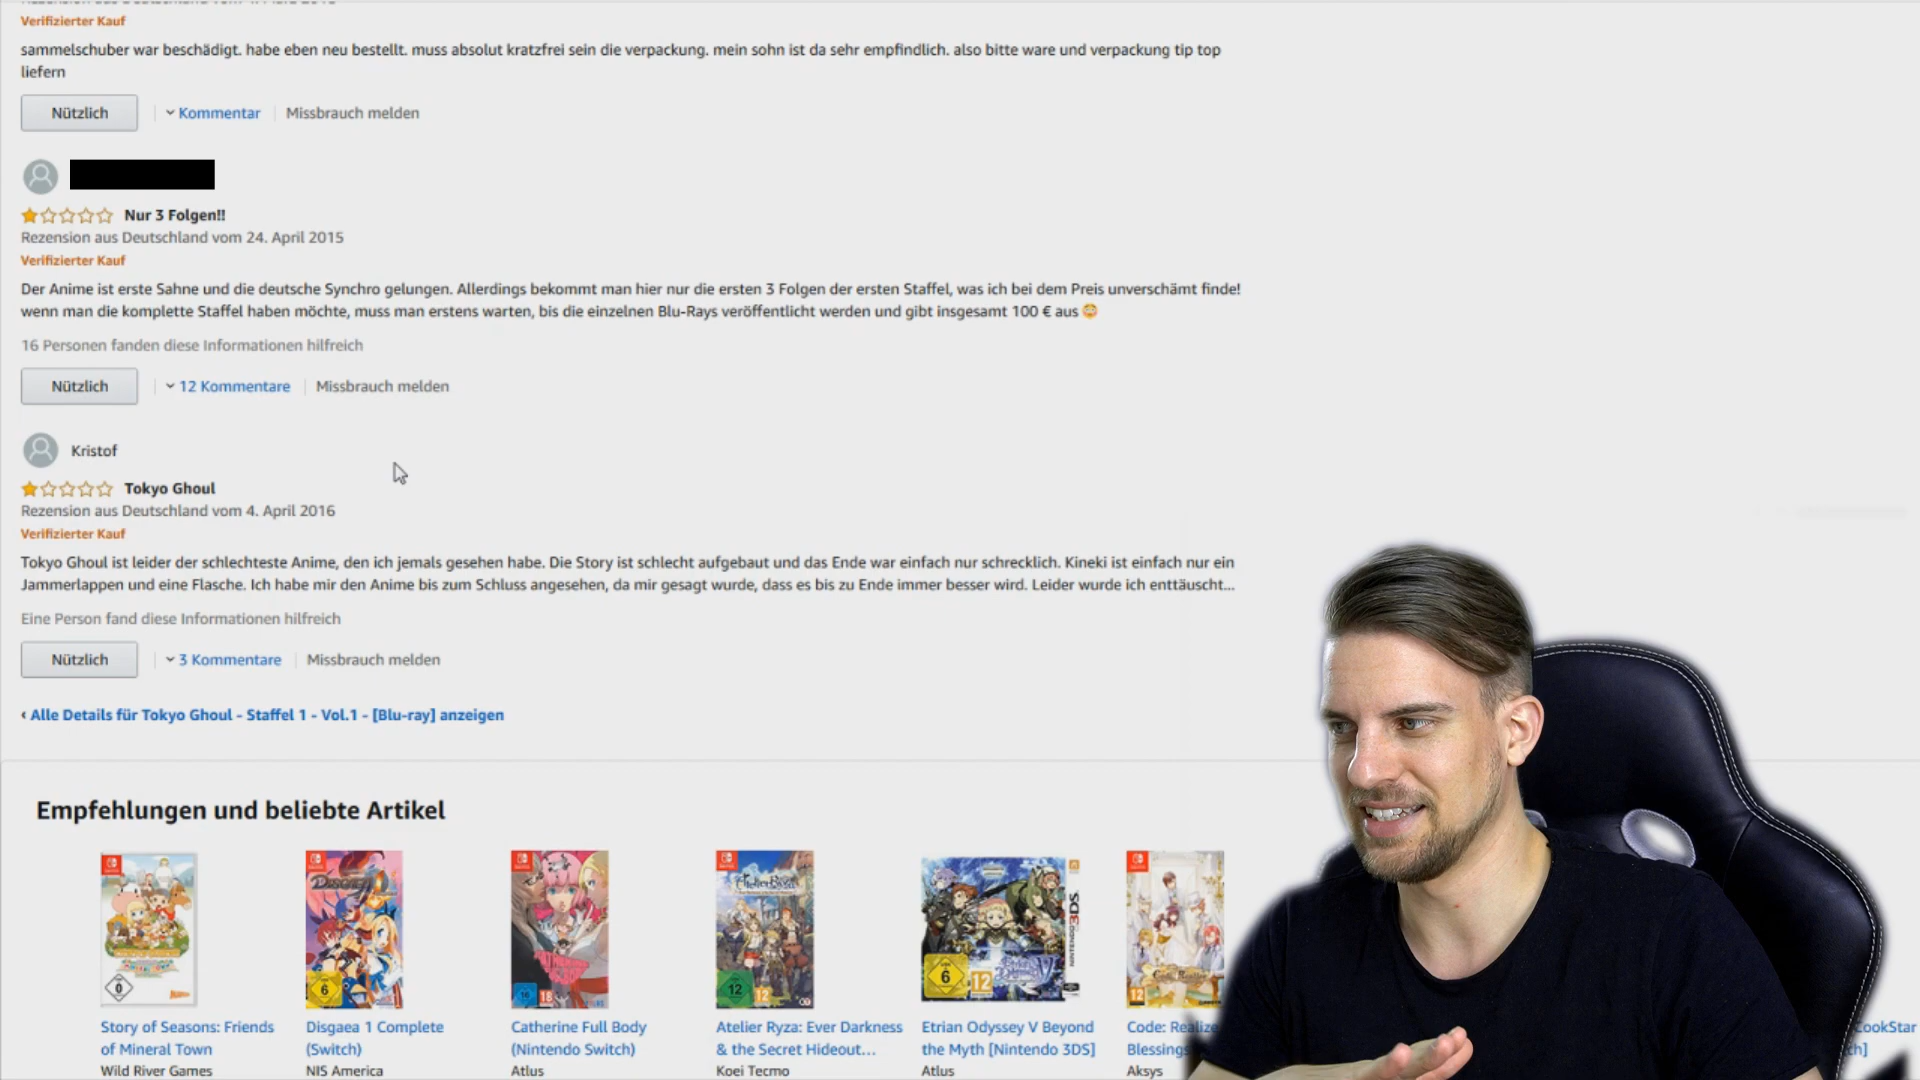 Verifizierter Kauf
sammelschuber war beschädigt. habe eben neu bestellt. muss absolut kratzfrei sein die verpackung. mein sohn ist da sehr empfindlich. also bitte ware und verpackung tip top
liefern
Nützlich
Kommentar
Missbrauch melden
Nur 3 Folgen!!
Rezension aus Deutschland vom 24. April 2015
Verifizierter Kauf
Der Anime ist erste Sahne und die deutsche Synchro gelungen. Allerdings bekommt man hier nur die ersten 3 Folgen der ersten Staffel, was ich bei dem Preis unverschämt finde!
wenn man die komplette Staffel haben möchte, muss man erstens warten, bis die einzelnen Blu-Rays veröffentlicht werden und gibt insgesamt 100 € aus 😳
16 Personen fanden diese Informationen hilfreich
Nützlich
12 Kommentare
Missbrauch melden
Kristof
Tokyo Ghoul
Rezension aus Deutschland vom 4. April 2016
Verifizierter Kauf
Tokyo Ghoul ist leider der schlechteste Anime, den ich jemals gesehen habe. Die Story ist schlecht aufgebaut und das Ende war einfach nur schrecklich. Kineki ist einfach nur ein
Jammerlappen und eine Flasche. Ich habe mir den Anime bis zum Schluss angesehen, da mir gesagt wurde, dass es bis zu Ende immer besser wird. Leider wurde ich enttäuscht...
Eine Person fand diese Informationen hilfreich
Nützlich
3 Kommentare
Missbrauch melden
‹ Alle Details für Tokyo Ghoul - Staffel 1 - Vol.1 - [Blu-ray] anzeigen
Empfehlungen und beliebte Artikel
Story of Seasons: Friends
of Mineral Town
Wild River Games
Disgaea 1 Complete
(Switch)
NIS America
Catherine Full Body
(Nintendo Switch)
Atlus
Atelier Ryza: Ever Darkness
& the Secret Hideout...
Koei Tecmo
Etrian Odyssey V Beyond
the Myth [Nintendo 3DS]
Atlus
Code: Realize
Blessings
Aksys
CookStar